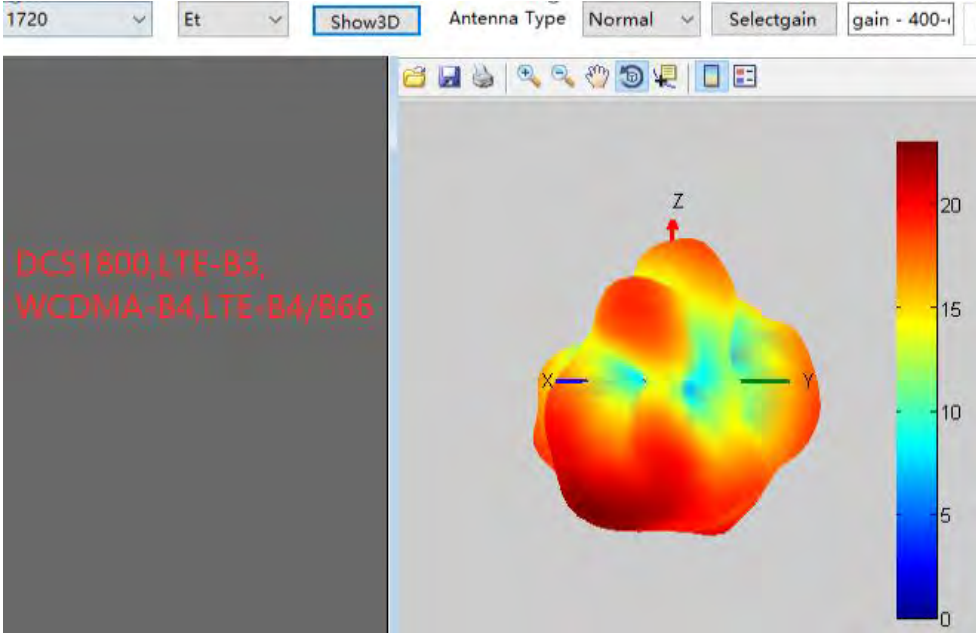 1720 Et Show3D Antenna Type Normal Selectgain gain - 400-
DCS1800,LTE-B3,
WCDMA-B4,LTE-B4/B66
Z
X
Y
20
15
10
5
0